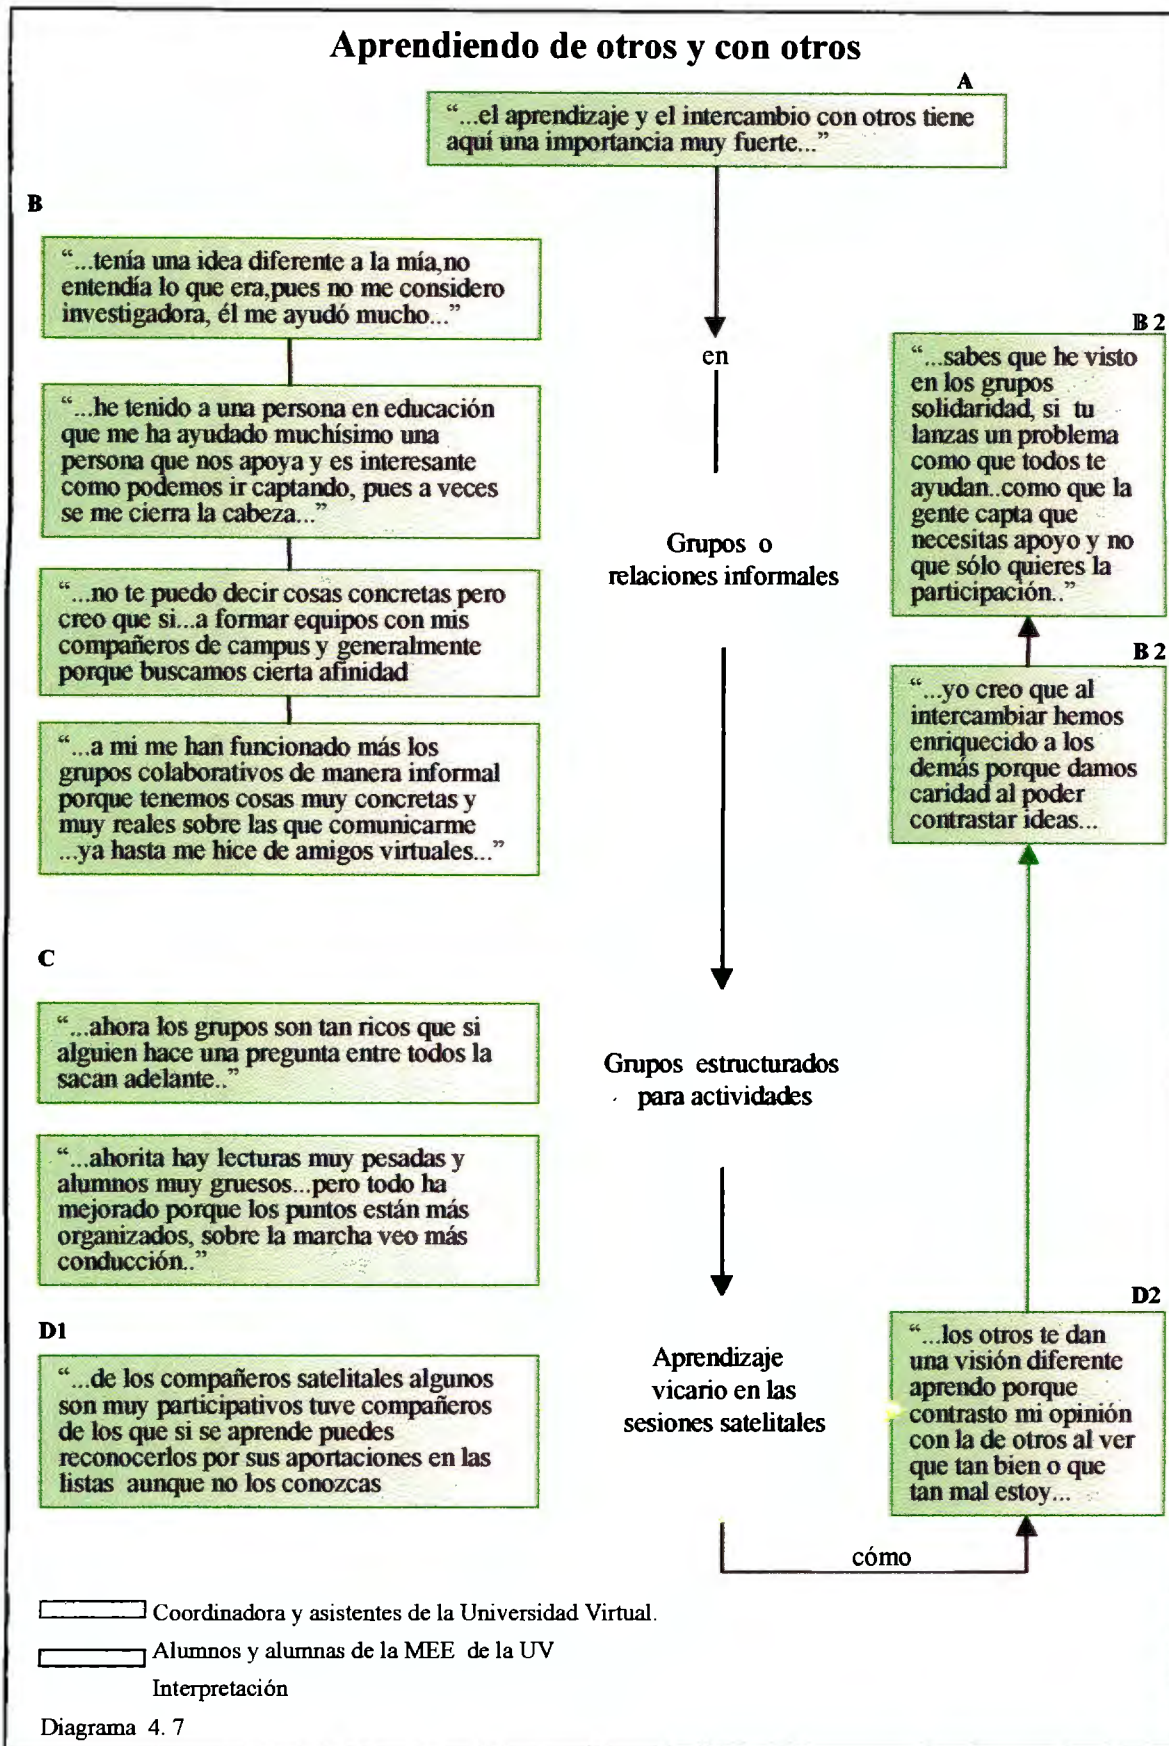 Aprendiendo de otros y con otros
A
“...el aprendizaje y el intercambio con otros tiene
aquí una importancia muy fuerte...”
B
“...tenía una idea diferente a la mía,no
entendía lo que era,pues no me considero
investigadora, él me ayudó mucho...”
“...he tenido a una persona en educación
que me ha ayudado muchísimo una
persona que nos apoya y es interesante
como podemos ir captando, pues a veces
se me cierra la cabeza...”
“...no te puedo decir cosas concretas pero
creo que si...a formar equipos con mis
compañeros de campus y generalmente
porque buscamos cierta afinidad
“...a mi me han funcionado más los
grupos colaborativos de manera informal
porque tenemos cosas muy concretas y
muy reales sobre las que comunicarme
...ya hasta me hice de amigos virtuales...”
en
Grupos o
relaciones informales
B 2
“...sabes que he visto
en los grupos
solidaridad, si tu
lanzas un problema
como que todos te
ayudan..como que la
gente capta que
necesitas apoyo y no
que sólo quieres la
participación..”
B 2
“...yo creo que al
intercambiar hemos
enriquecido a los
demás porque damos
caridad al poder
contrastar ideas...
C
“...ahora los grupos son tan ricos que si
alguien hace una pregunta entre todos la
sacan adelante..”
“...ahorita hay lecturas muy pesadas y
alumnos muy gruesos...pero todo ha
mejorado porque los puntos están más
organizados, sobre la marcha veo más
conducción..”
Grupos estructurados
para actividades
D1
“...de los compañeros satelitales algunos
son muy participativos tuve compañeros
de los que si se aprende puedes
reconocerlos por sus aportaciones en las
listas aunque no los conozcas
Aprendizaje
vicario en las
sesiones satelitales
D2
“...los otros te dan
una visión diferente
aprendo porque
contrasto mi opinión
con la de otros al ver
que tan bien o que
tan mal estoy...
cómo
Coordinadora y asistentes de la Universidad Virtual.
Alumnos y alumnas de la MEE de la UV
Interpretación
Diagrama 4. 7